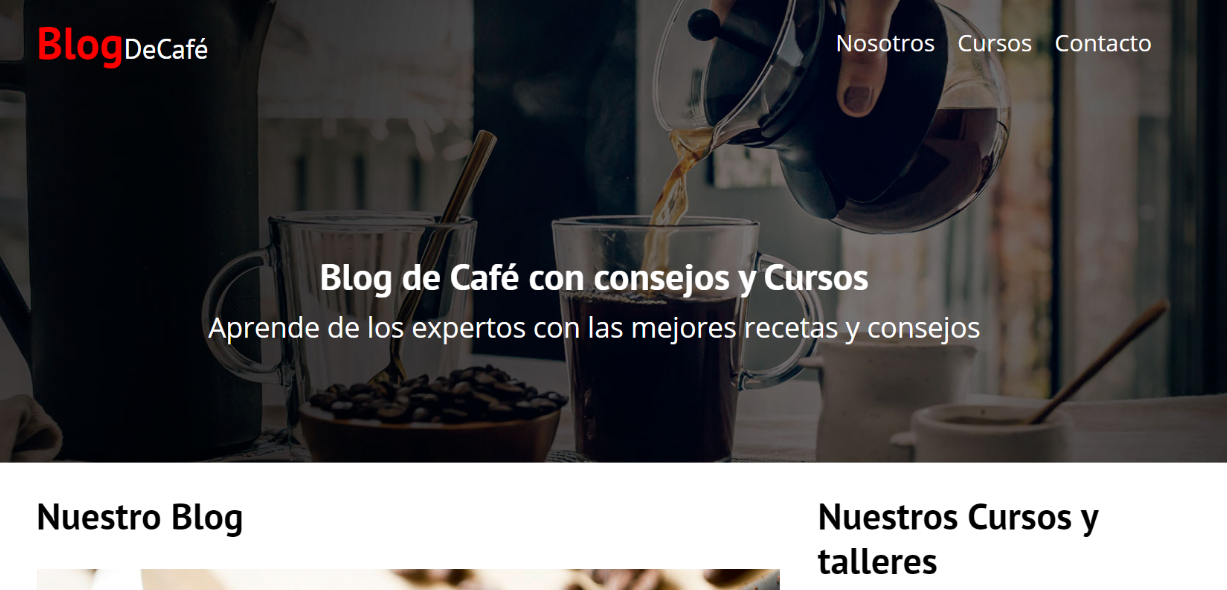 BlogDeCafé
Nosotros Cursos Contacto
Blog de Café con consejos y Cursos
Aprende de los expertos con las mejores recetas y consejos
Nuestro Blog
Nuestros Cursos y
talleres